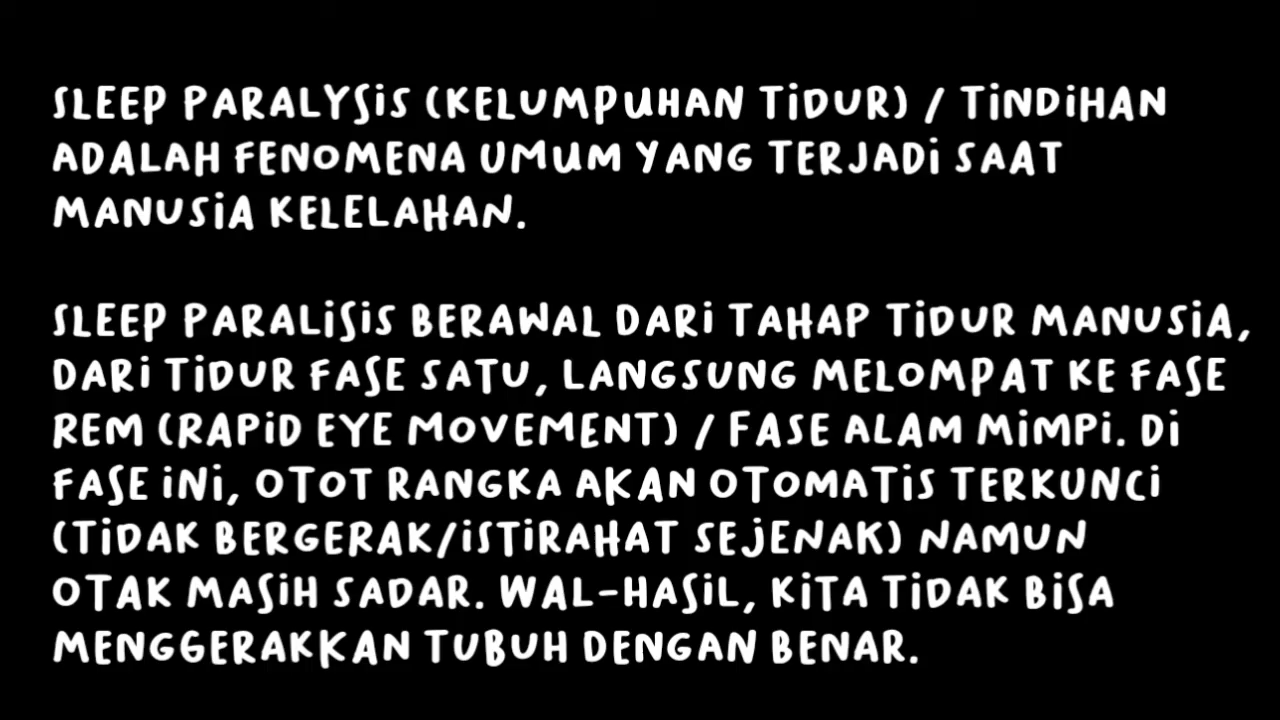 SLEEP PARALYSIS (KELUMPUHAN TIDUR) / TINDIHAN
ADALAH FENOMENA UMUM YANG TERJADI SAAT
MANUSIA KELELAHAN.
SLEEP PARALISIS BERAWAL DARI TAHAP TIDUR MANUSIA,
DARI TIDUR FASE SATU, LANGSUNG MELOMPAT KE FASE
REM (RAPID EYE MOVEMENT) / FASE ALAM MIMPI. DI
FASE INI, OTOT RANGKA AKAN OTOMATIS TERKUNCI
(TIDAK BERGERAK/ISTIRAHAT SEJENAK) NAMUN
OTAK MASIH SADAR. WAL-HASIL, KITA TIDAK BISA
MENGGERAKKAN TUBUH DENGAN BENAR.